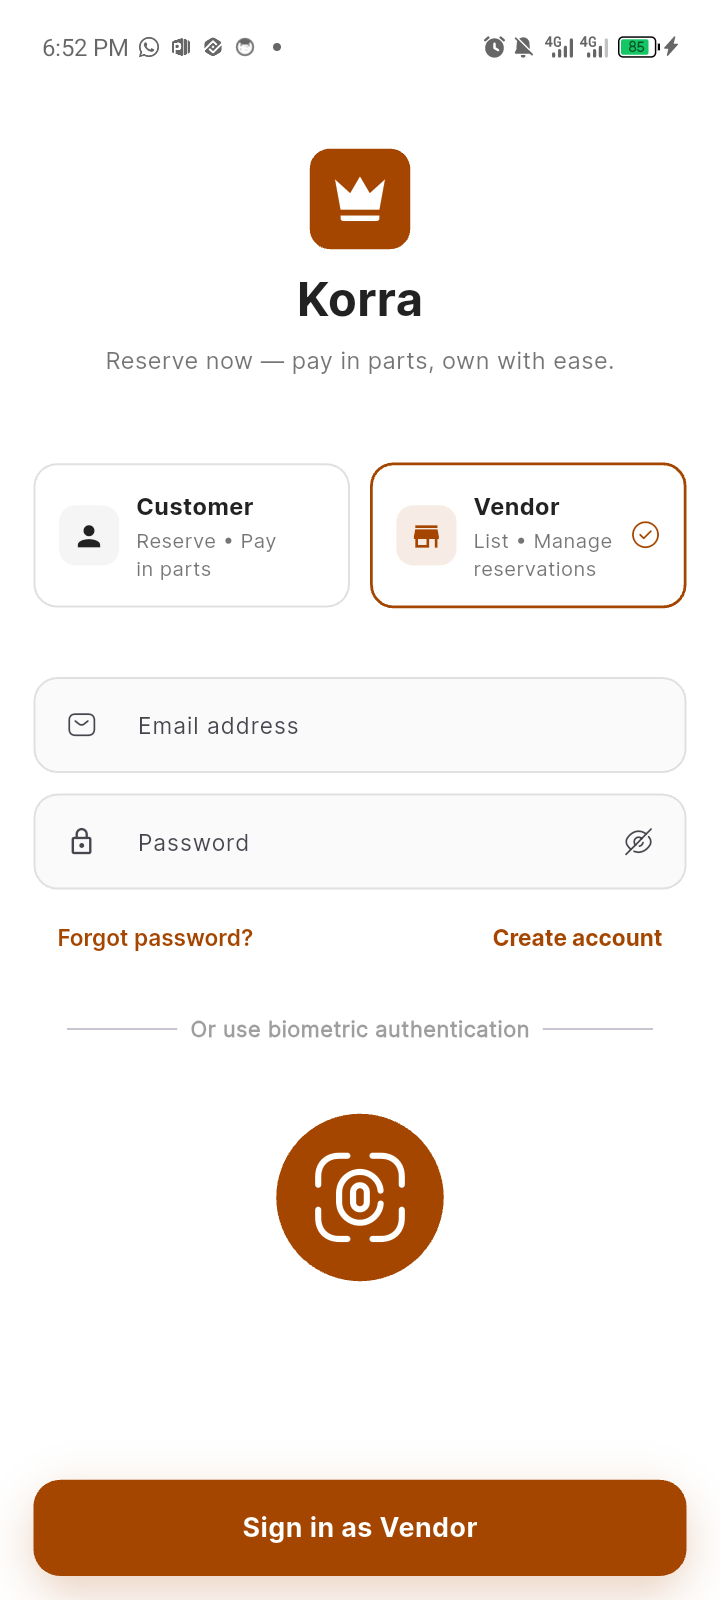 6:52 PM
4G 4G 85
Korra
Reserve now — pay in parts, own with ease.
Customer
Reserve • Pay
in parts
Vendor
List • Manage
reservations
Email address
Password
Forgot password?
Create account
Or use biometric authentication
Sign in as Vendor